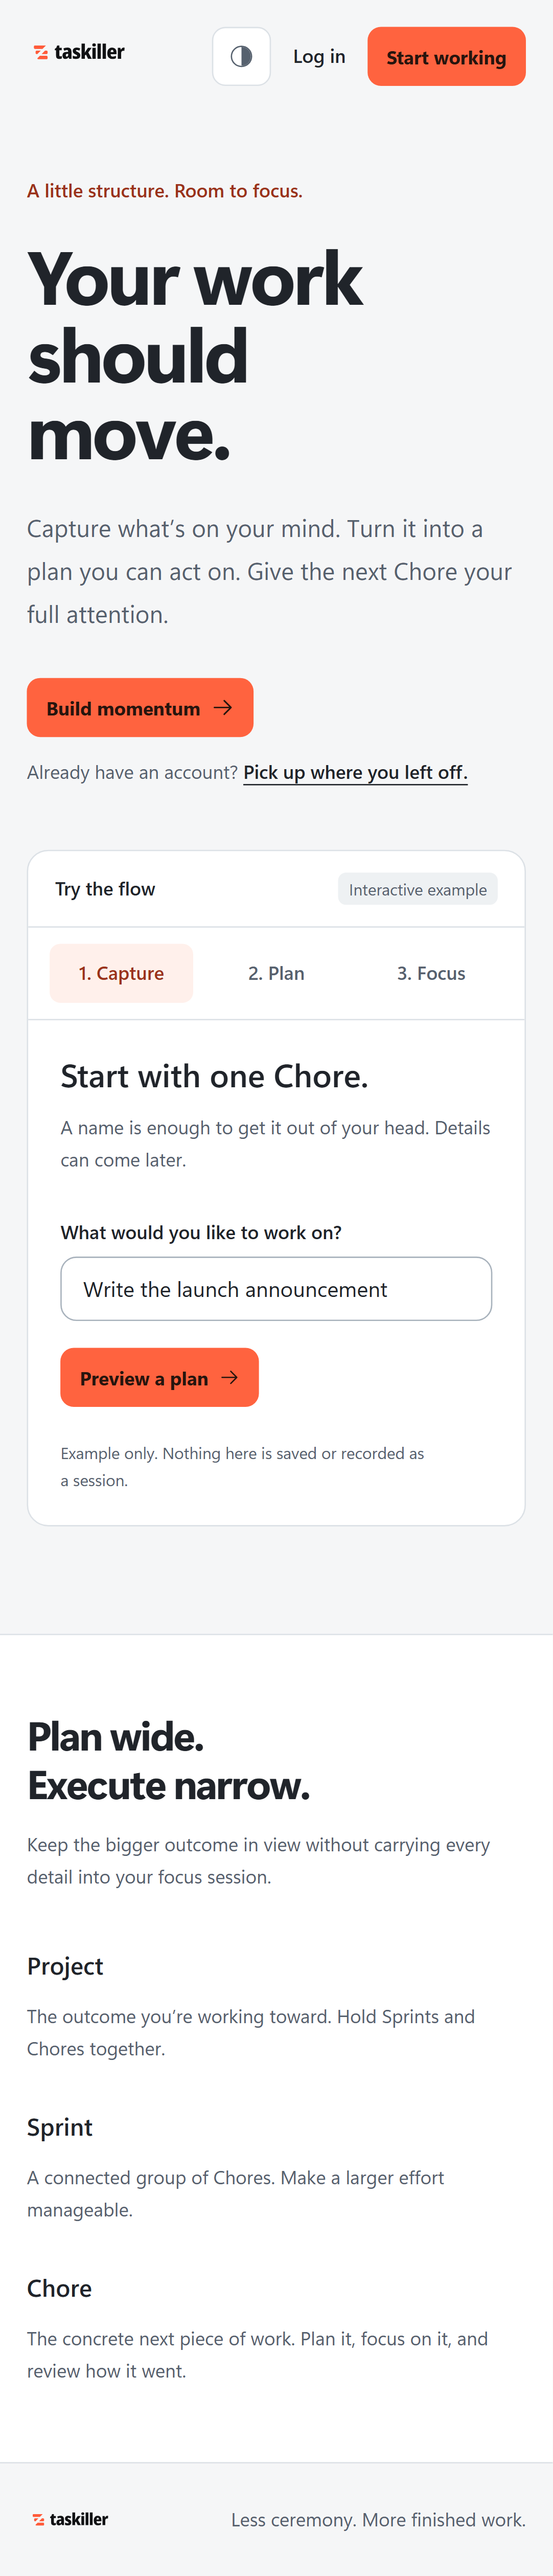 taskiller
Log in
Start working
A little structure. Room to focus.
Your work
should
move.
Capture what’s on your mind. Turn it into a
plan you can act on. Give the next Chore your
full attention.
Build momentum →
Already have an account? Pick up where you left off.
Try the flow
Interactive example
1. Capture
2. Plan
3. Focus
Start with one Chore.
A name is enough to get it out of your head. Details
can come later.
What would you like to work on?
Write the launch announcement
Preview a plan →
Example only. Nothing here is saved or recorded as
a session.
Plan wide.
Execute narrow.
Keep the bigger outcome in view without carrying every
detail into your focus session.
Project
The outcome you’re working toward. Hold Sprints and
Chores together.
Sprint
A connected group of Chores. Make a larger effort
manageable.
Chore
The concrete next piece of work. Plan it, focus on it, and
review how it went.
taskiller
Less ceremony. More finished work.